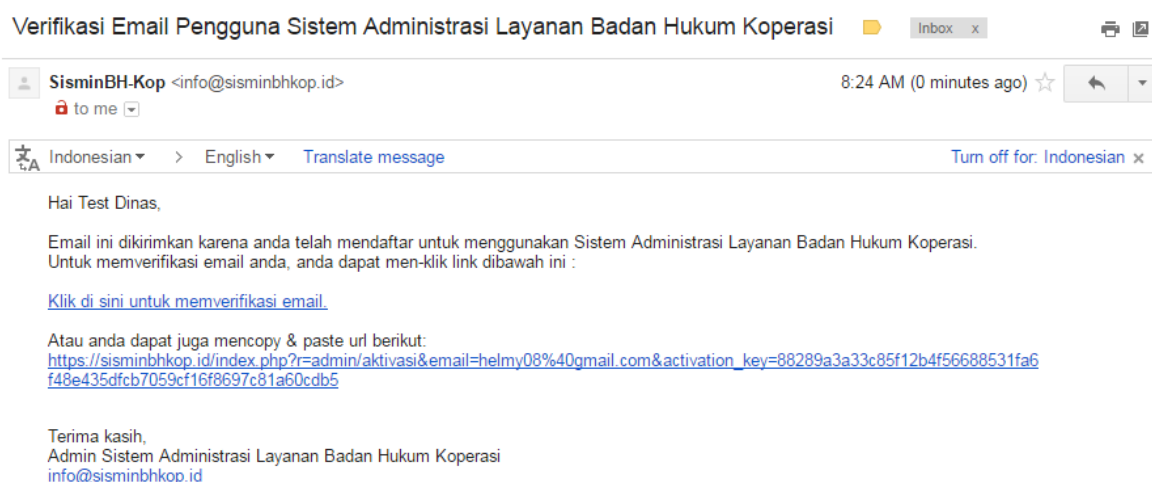 Verifikasi Email Pengguna Sistem Administrasi Layanan Badan Hukum Koperasi Inbox x
SisminBH-Kop <info@sisminbhkop.id> 8:24 AM (0 minutes ago)
to me
Indonesian > English Translate message Turn off for: Indonesian x
Hai Test Dinas,
Email ini dikirimkan karena anda telah mendaftar untuk menggunakan Sistem Administrasi Layanan Badan Hukum Koperasi.
Untuk memverifikasi email anda, anda dapat men-klik link dibawah ini :
Klik di sini untuk memverifikasi email.
Atau anda dapat juga mencopy & paste url berikut:
https://sisminbhkop.id/index.php?r=admin/aktivasi&email=helmy08%40gmail.com&activation_key=88289a3a33c85f12b4f56688531fa6
f48e435dfcb7059cf16f8697c81a60cdb5
Terima kasih,
Admin Sistem Administrasi Layanan Badan Hukum Koperasi
info@sisminbhkop.id